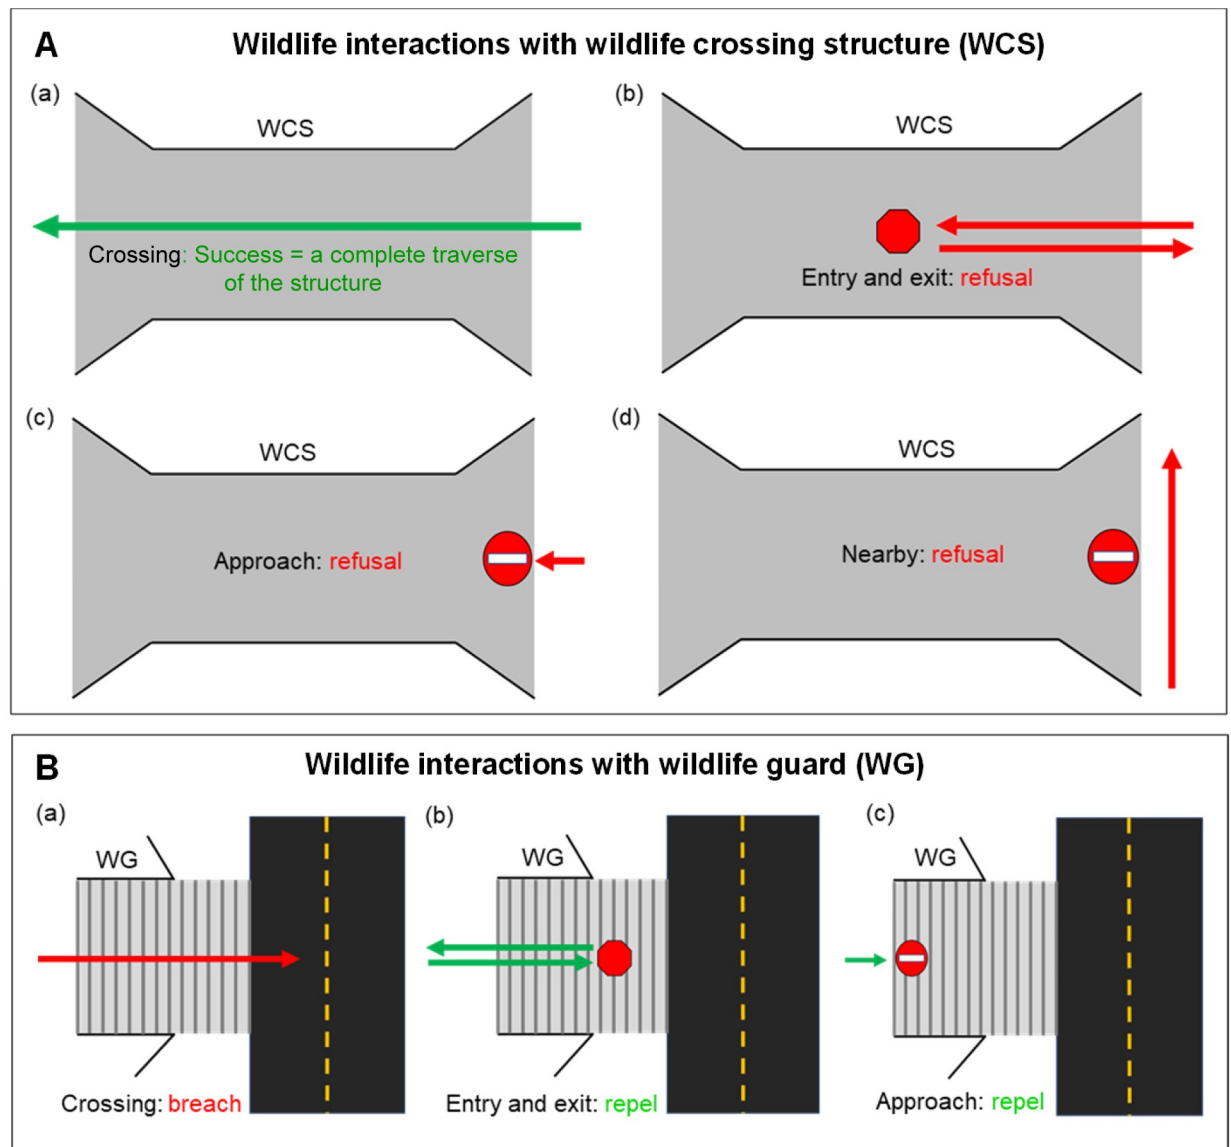 A
Wildlife interactions with wildlife crossing structure (WCS)
(a)
WCS
Crossing: Success = a complete traverse
of the structure
(b)
WCS
Entry and exit: refusal
(c)
WCS
Approach: refusal
(d)
WCS
Nearby: refusal
B
Wildlife interactions with wildlife guard (WG)
(a)
WG
Crossing: breach
(b)
WG
Entry and exit: repel
(c)
WG
Approach: repel